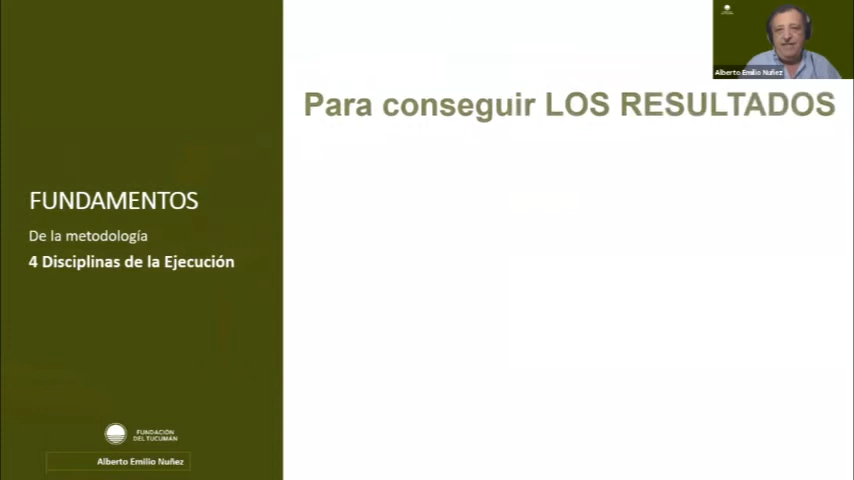 Alberto Emilio Nuñez
Para conseguir LOS RESULTADOS
FUNDAMENTOS
De la metodología
4 Disciplinas de la Ejecución
FUNDACIÓN
DEL TUCUMÁN
Alberto Emilio Nuñez